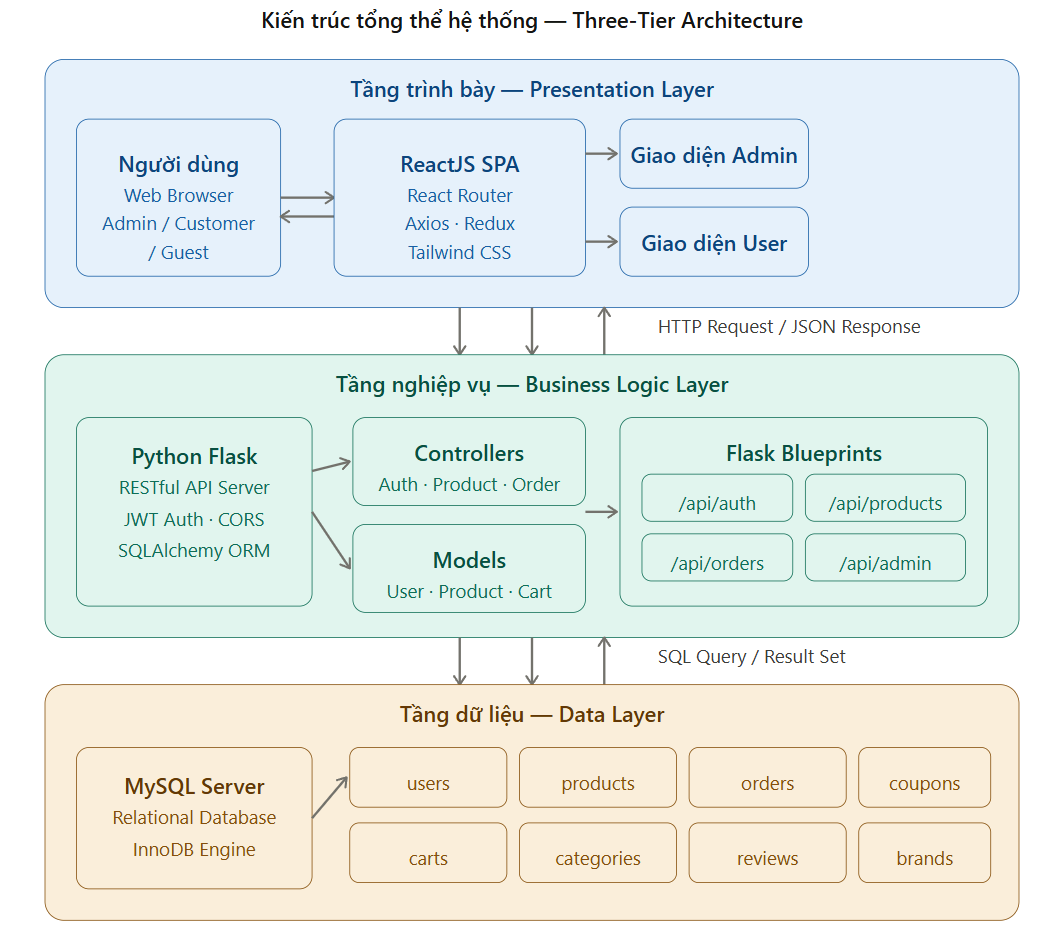 Kiến trúc tổng thể hệ thống — Three-Tier Architecture
Tầng trình bày — Presentation Layer
Người dùng
Web Browser
Admin / Customer
/ Guest
ReactJS SPA
React Router
Axios · Redux
Tailwind CSS
Giao diện Admin
Giao diện User
HTTP Request / JSON Response
Tầng nghiệp vụ — Business Logic Layer
Python Flask
RESTful API Server
JWT Auth · CORS
SQLAlchemy ORM
Controllers
Auth · Product · Order
Models
User · Product · Cart
Flask Blueprints
/api/auth
/api/products
/api/orders
/api/admin
SQL Query / Result Set
Tầng dữ liệu — Data Layer
MySQL Server
Relational Database
InnoDB Engine
users
products
orders
coupons
carts
categories
reviews
brands